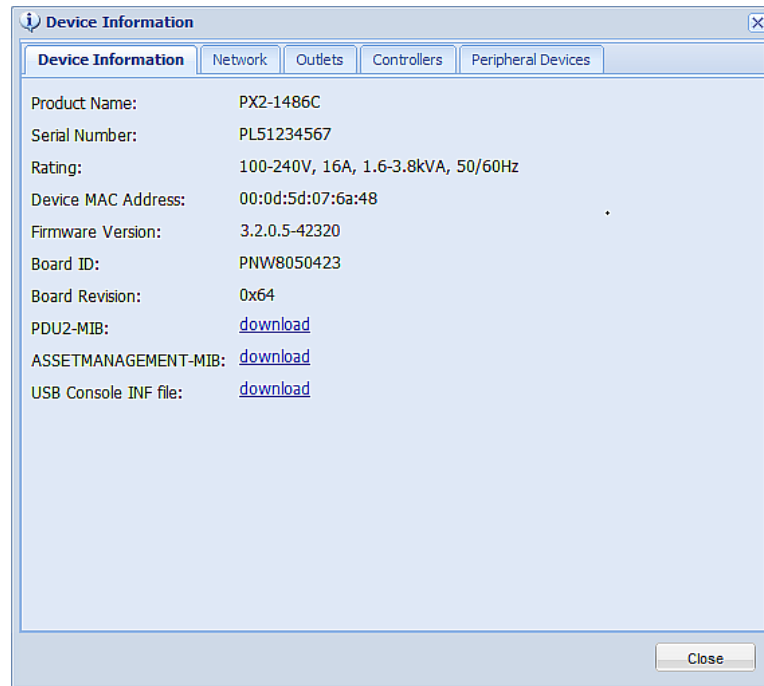 Device Information
Device Information Network Outlets Controllers Peripheral Devices
Product Name: PX2-1486C
Serial Number: PL51234567
Rating: 100-240V, 16A, 1.6-3.8kVA, 50/60Hz
Device MAC Address: 00:0d:5d:07:6a:48
Firmware Version: 3.2.0.5-42320
Board ID: PNW8050423
Board Revision: 0x64
PDU2-MIB: download
ASSETMANAGEMENT-MIB: download
USB Console INF file: download
Close